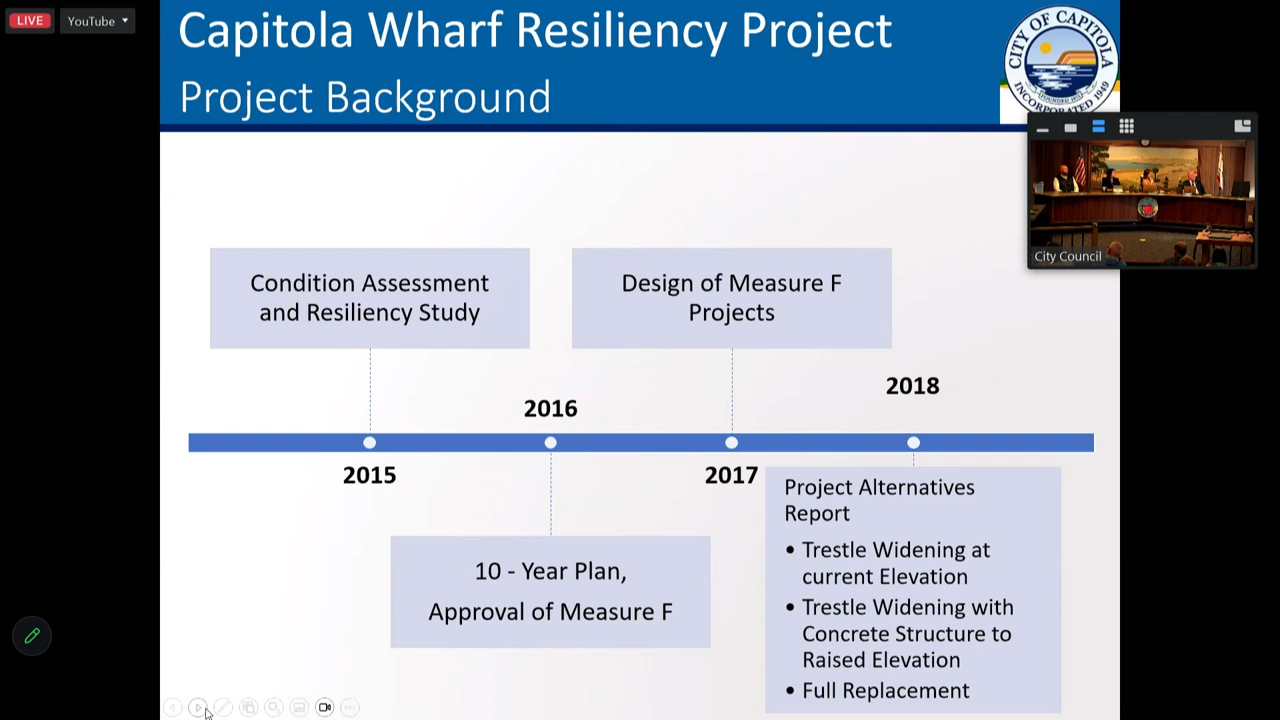 LIVE
YouTube
Capitola Wharf Resiliency Project
Project Background
CITY OF CAPITOLA
INCORPORATED 1949
City Council
Condition Assessment
and Resiliency Study
Design of Measure F
Projects
2018
2016
2015
2017
Project Alternatives
Report
• Trestle Widening at
current Elevation
• Trestle Widening with
Concrete Structure to
Raised Elevation
• Full Replacement
10 - Year Plan,
Approval of Measure F